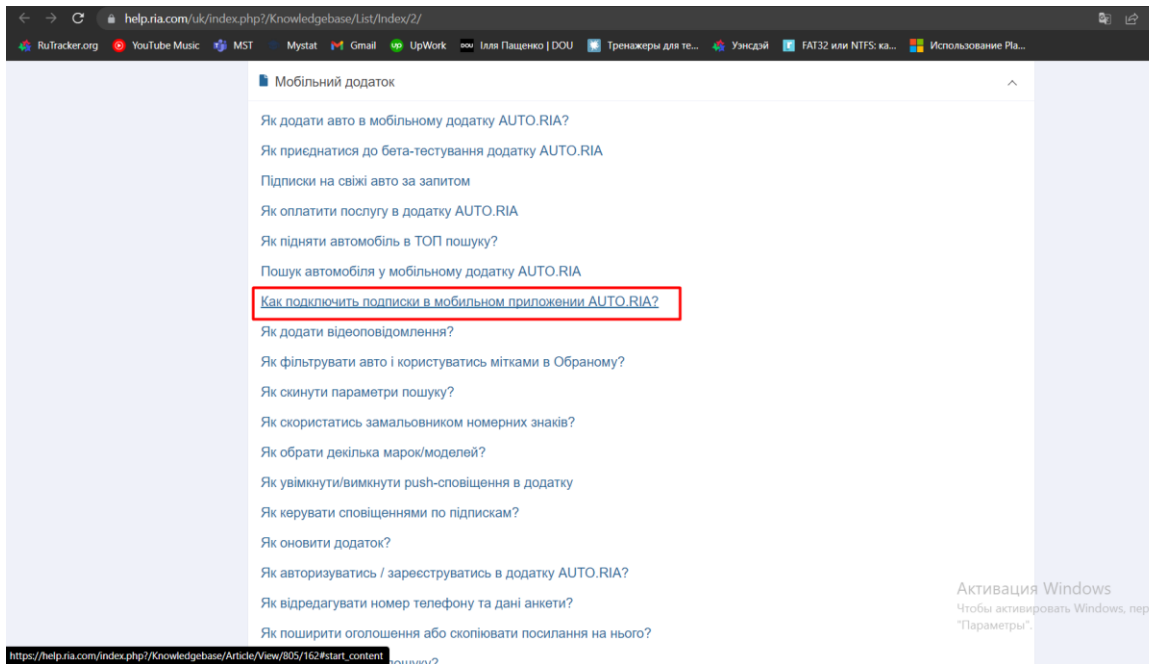 help.ria.com/uk/index.php?/Knowledgebase/List/Index/2/
RuTracker.org YouTube Music MST Mystat Gmail UpWork Ілля Пащенко | DOU Тренажеры для те... Уэнсдэй FAT32 или NTFS: ка... Использование Pla...
Мобільний додаток
Як додати авто в мобільному додатку AUTO.RIA?
Як приєднатися до бета-тестування додатку AUTO.RIA
Підписки на свіжі авто за запитом
Як оплатити послугу в додатку AUTO.RIA
Як підняти автомобіль в ТОП пошуку?
Пошук автомобіля у мобільному додатку AUTO.RIA
Как подключить подписки в мобильном приложении AUTO.RIA?
Як додати відеоповідомлення?
Як фільтрувати авто і користуватись мітками в Обраному?
Як скинути параметри пошуку?
Як скористатись замальовником номерних знаків?
Як обрати декілька марок/моделей?
Як увімкнути/вимкнути push-сповіщення в додатку
Як керувати сповіщеннями по підпискам?
Як оновити додаток?
Як авторизуватись / зареєструватись в додатку AUTO.RIA?
Як відредагувати номер телефону та дані анкети?
Як поширити оголошення або скопіювати посилання на нього?
Активация Windows
Чтобы активировать Windows, пер
"Параметры".
https://help.ria.com/index.php?/Knowledgebase/Article/View/805/162#start_content